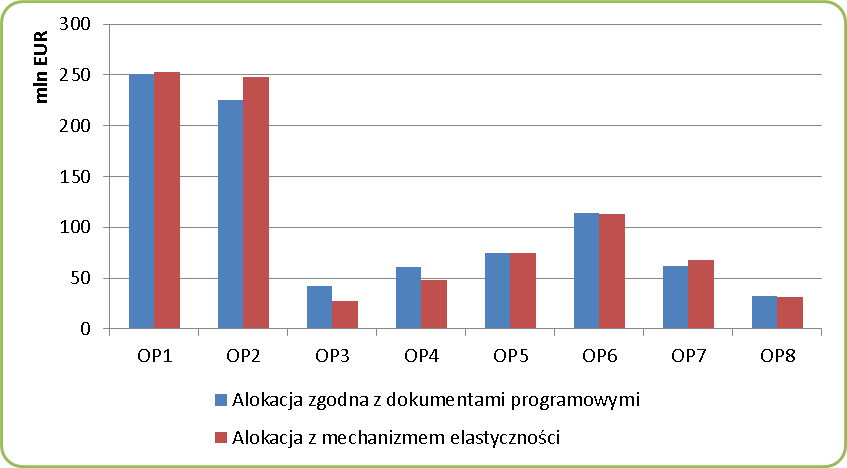 mln EUR
300
250
200
150
100
50
0
OP1 OP2 OP3 OP4 OP5 OP6 OP7 OP8
Alokacja zgodna z dokumentami programowymi
Alokacja z mechanizmem elastyczności